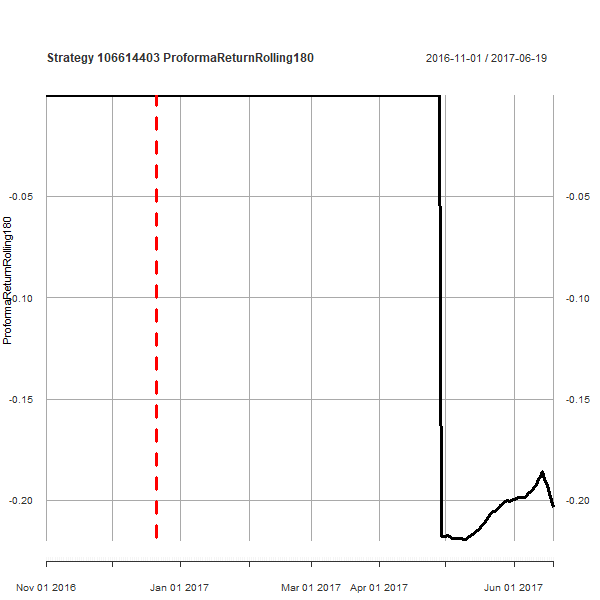 Strategy 106614403 ProformaReturnRolling180
2016-11-01 / 2017-06-19
ProformaReturnRolling180
-0.05
-0.05
-0.10
-0.10
-0.15
-0.15
-0.20
-0.20
Nov 01 2016
Jan 01 2017
Mar 01 2017
Apr 01 2017
Jun 01 2017